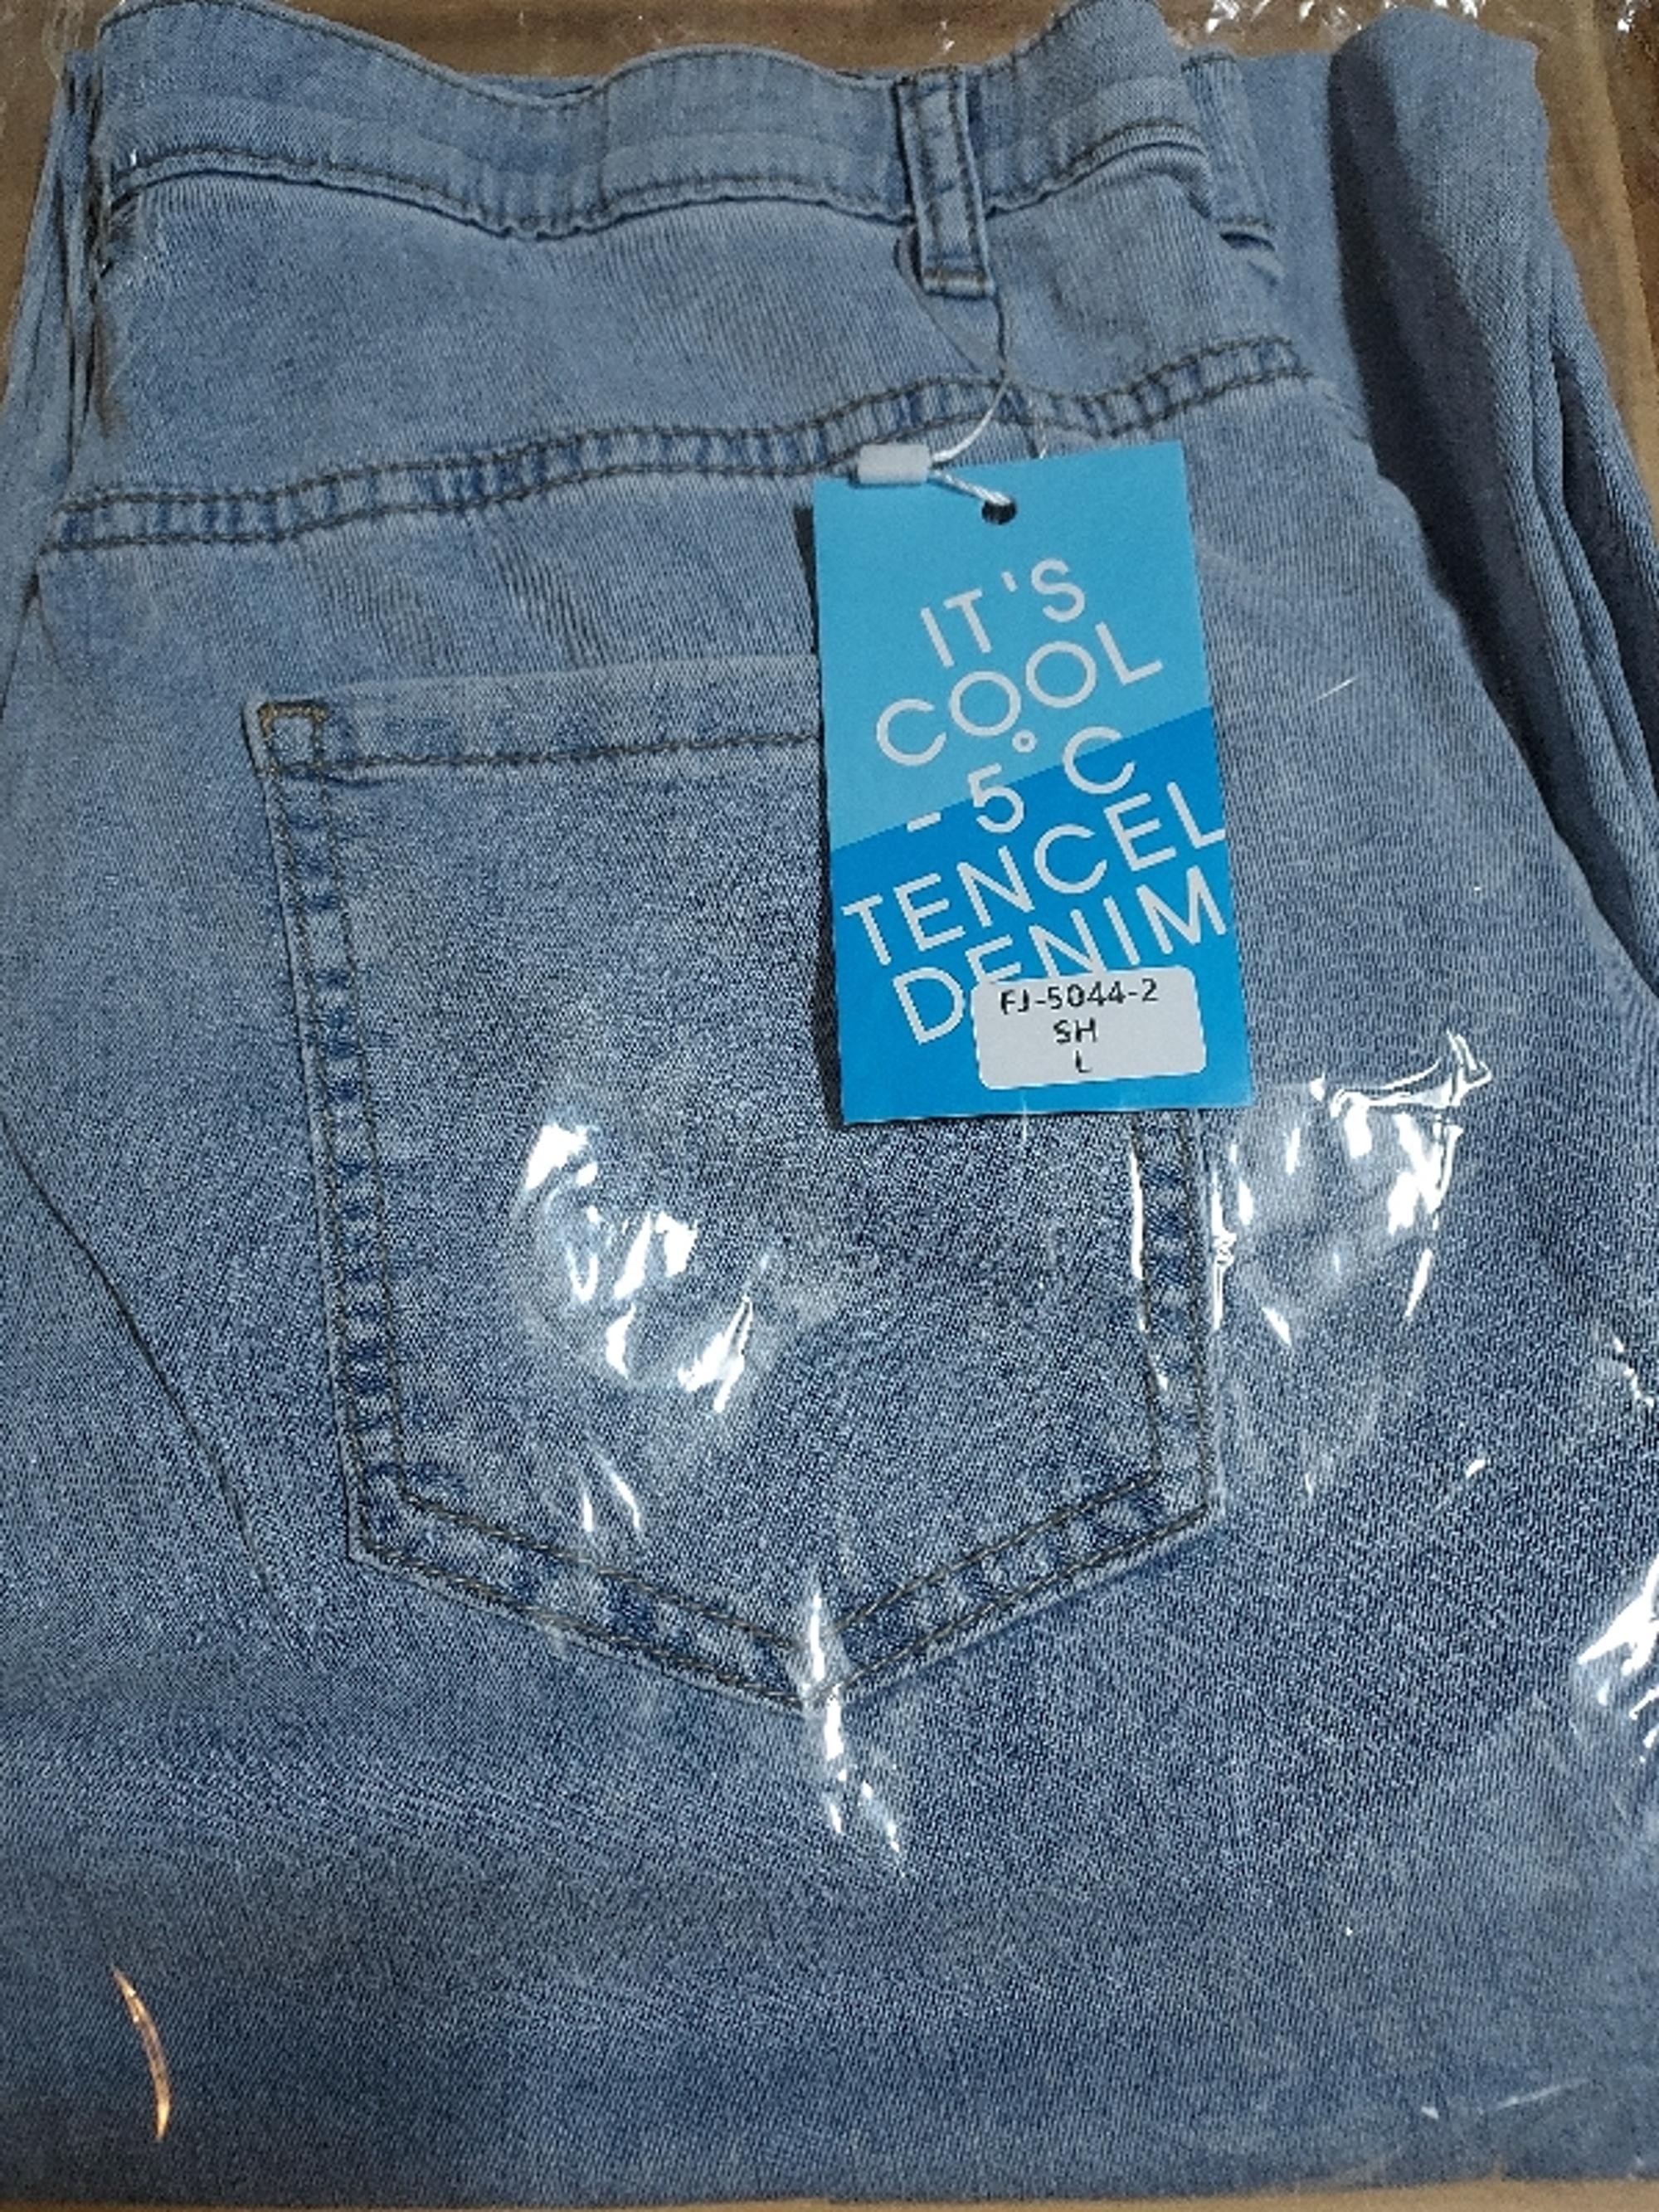 IT'S
COOL
-5°C
TENCEL
DENIM
FJ-5044-2
SH
L